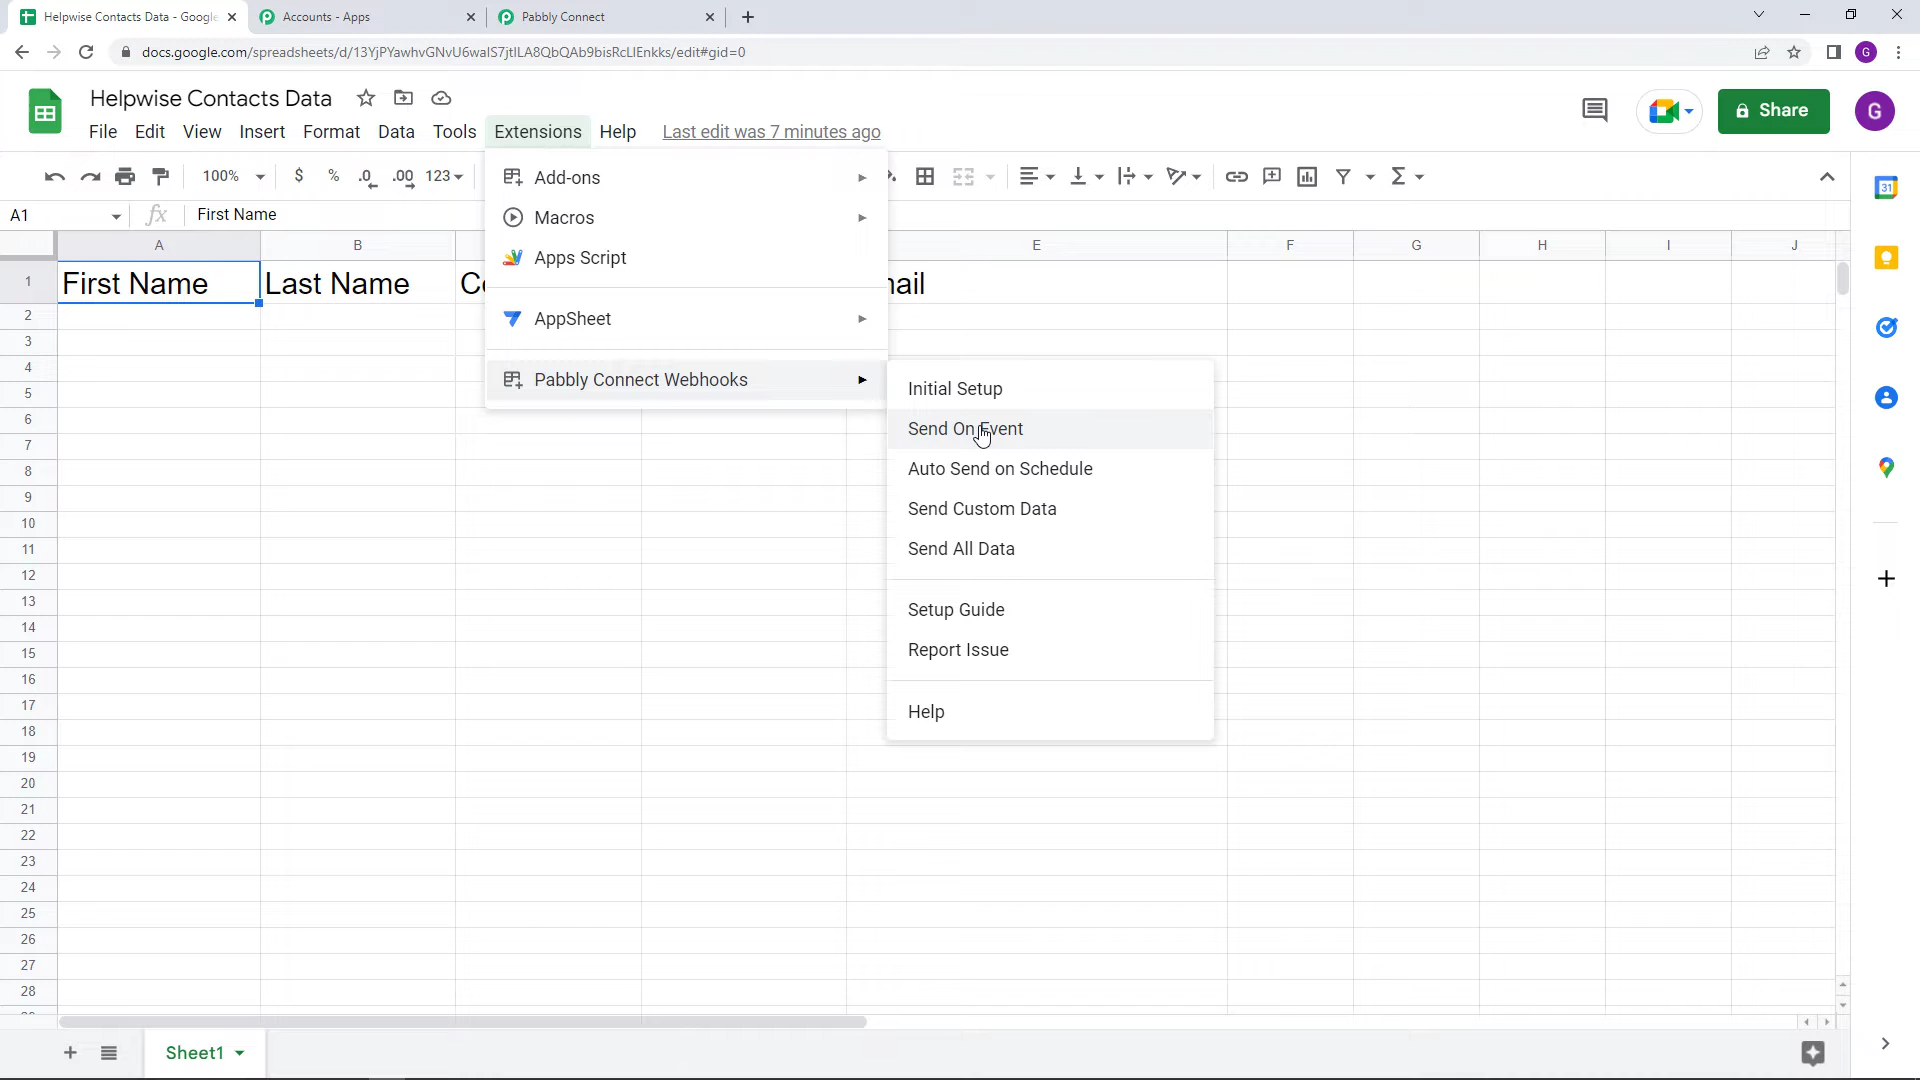 Helpwise Contacts Data - Google
Accounts - Apps
Pabbly Connect
docs.google.com/spreadsheets/d/13YjPYawhvGNvU6walS7jtlLA8QbQAb9bisRcLlEnkks/edit#gid=0
G
Helpwise Contacts Data
File Edit View Insert Format Data Tools Extensions Help Last edit was 7 minutes ago
Share
G
100% $ % .0 .00 123
31
A1 fx First Name
A B E F G H I J
1 First Name Last Name Co nail
2
3
4
5
6
7
8
9
10
11
12
13
14
15
16
17
18
19
20
21
22
23
24
25
26
27
28
Add-ons
Macros
Apps Script
AppSheet
Pabbly Connect Webhooks
Initial Setup
Send On Event
Auto Send on Schedule
Send Custom Data
Send All Data
Setup Guide
Report Issue
Help
Sheet1